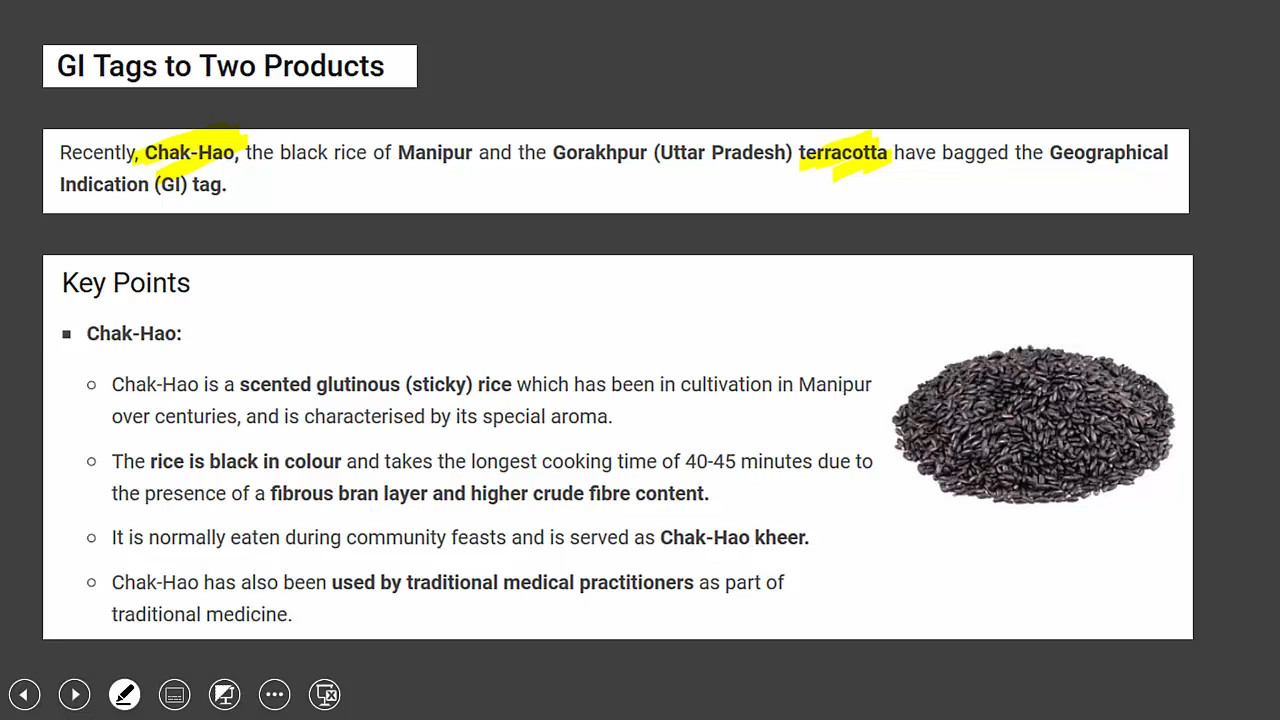 GI Tags to Two Products
Recently, Chak-Hao, the black rice of Manipur and the Gorakhpur (Uttar Pradesh) terracotta have bagged the Geographical
Indication (GI) tag.
Key Points
Chak-Hao:
Chak-Hao is a scented glutinous (sticky) rice which has been in cultivation in Manipur
over centuries, and is characterised by its special aroma.
The rice is black in colour and takes the longest cooking time of 40-45 minutes due to
the presence of a fibrous bran layer and higher crude fibre content.
It is normally eaten during community feasts and is served as Chak-Hao kheer.
Chak-Hao has also been used by traditional medical practitioners as part of
traditional medicine.